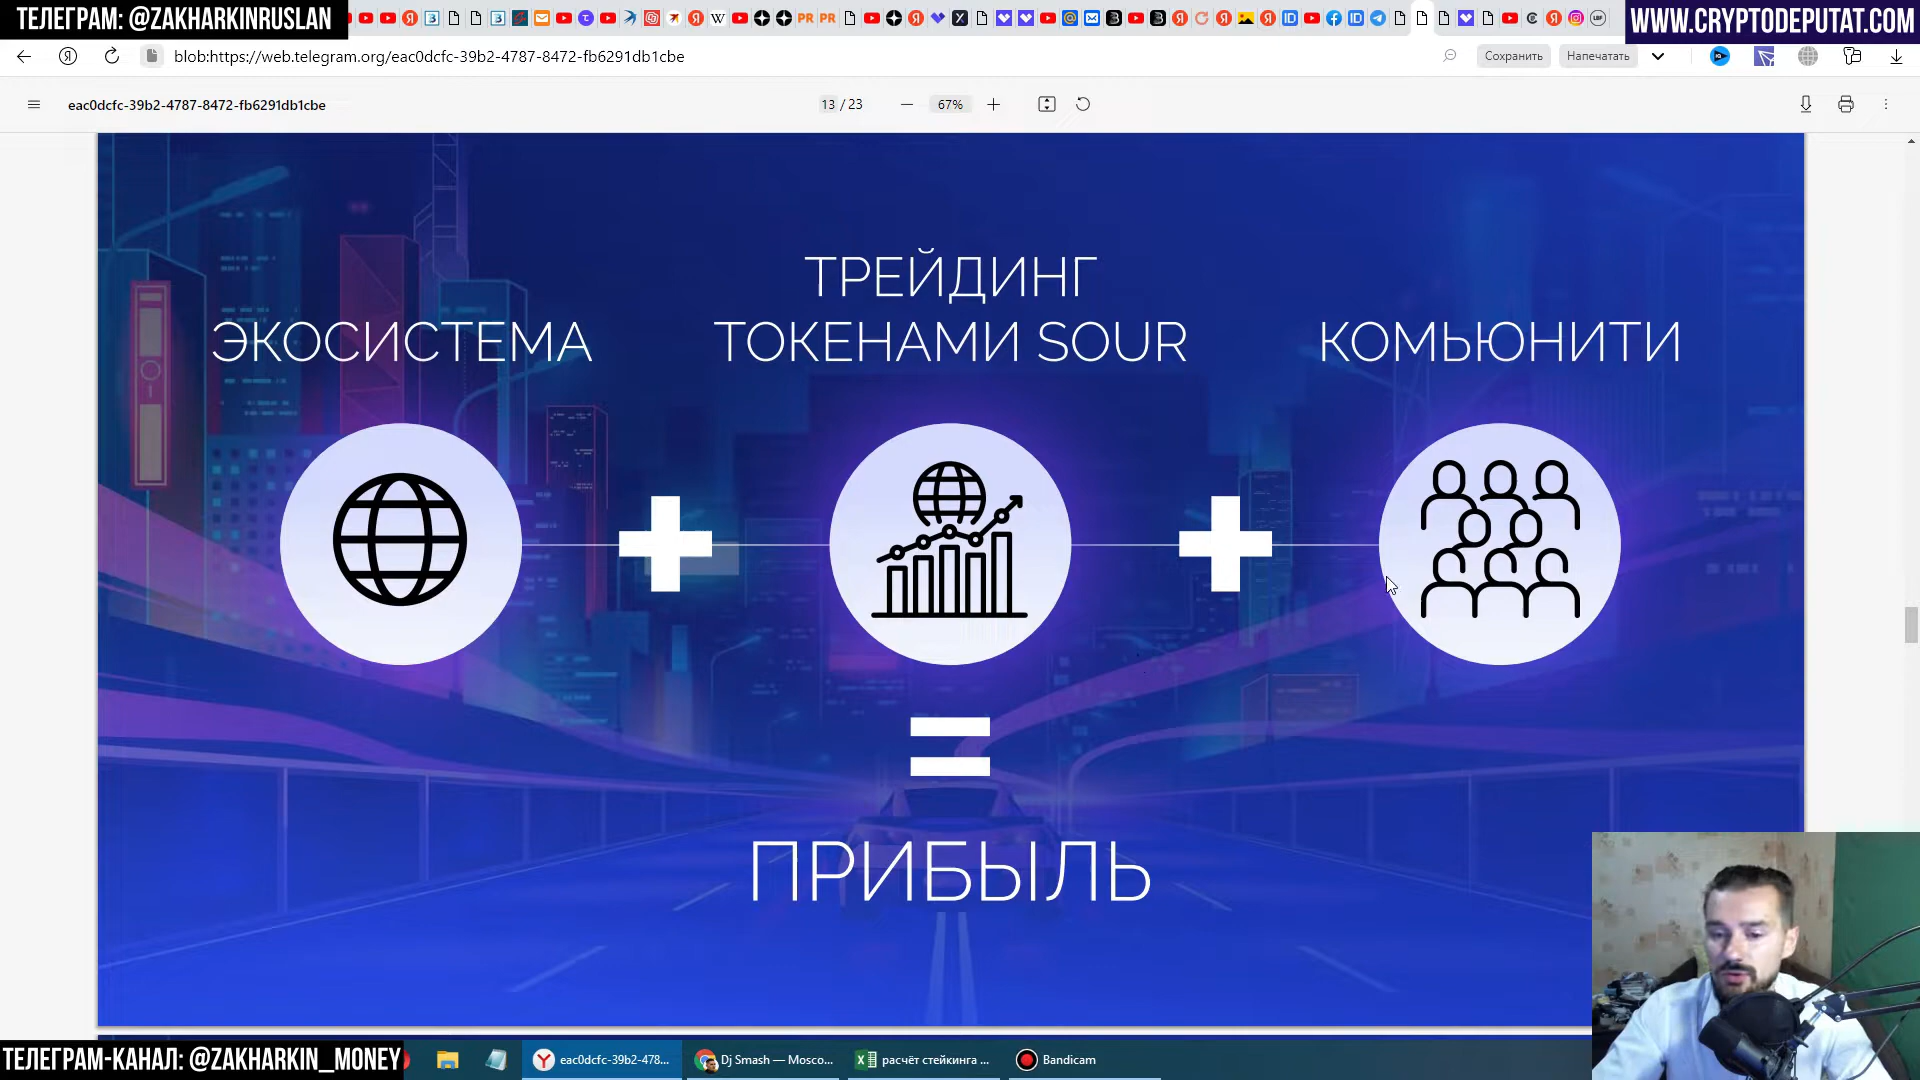 ТЕЛЕГРАМ: @ZAKHARKINRUSLAN
WWW.CRYPTODEPUTAT.COM
blob:https://web.telegram.org/eac0dcfc-39b2-4787-8472-fb6291db1cbe
Сохранить
Напечатать
eac0dcfc-39b2-4787-8472-fb6291db1cbe
13 / 23
67%
ЭКОСИСТЕМА
ТРЕЙДИНГ
ТОКЕНАМИ SOUR
КОМЬЮНИТИ
ПРИБЫЛЬ
ТЕЛЕГРАМ-КАНАЛ: @ZAKHARKIN_MONEY
eac0dcfc-39b2-478...
Dj Smash — Mosco...
расчёт стейкинга ...
Bandicam